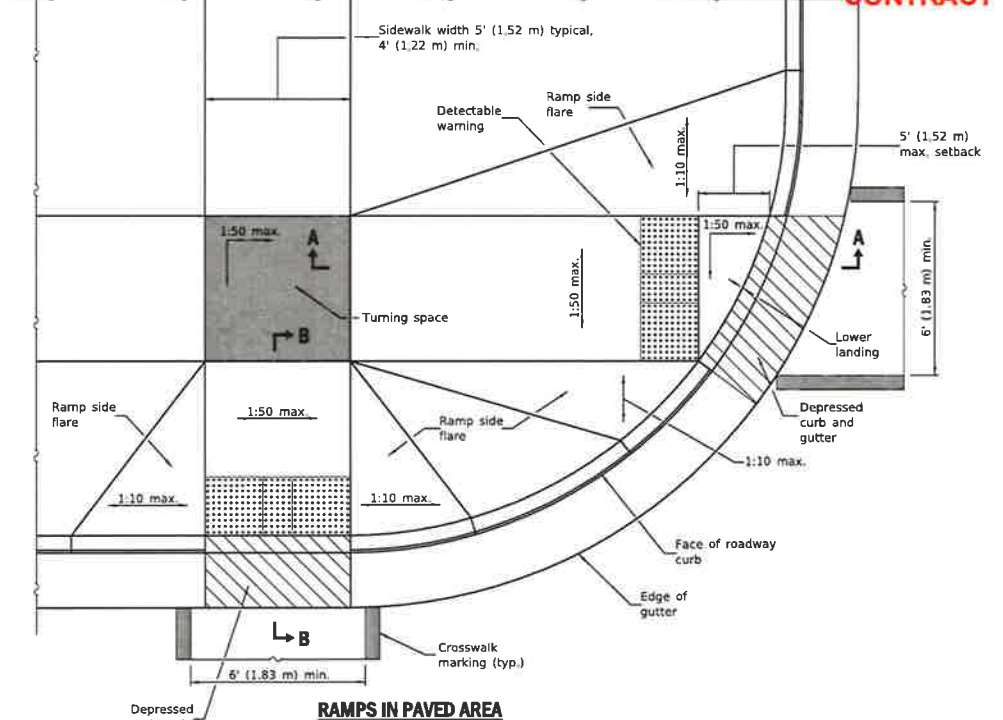 CONTRACT
Sidewalk width 5' (1.52 m) typical,
4' (1.22 m) min.
Ramp side
flare
Detectable
warning
1:10 max.
5' (1.52 m)
max. setback
1:50 max.
A
1:50 max.
A
1:50 max.
6' (1.83 m) min.
Turning space
B
Lower
landing
Ramp side
flare
1:50 max.
Ramp side
flare
Depressed
curb and
gutter
1:10 max.
1:10 max.
1:10 max.
Face of roadway
curb
Edge of
gutter
B
Crosswalk
marking (typ.)
6' (1.83 m) min.
Depressed
RAMPS IN PAVED AREA